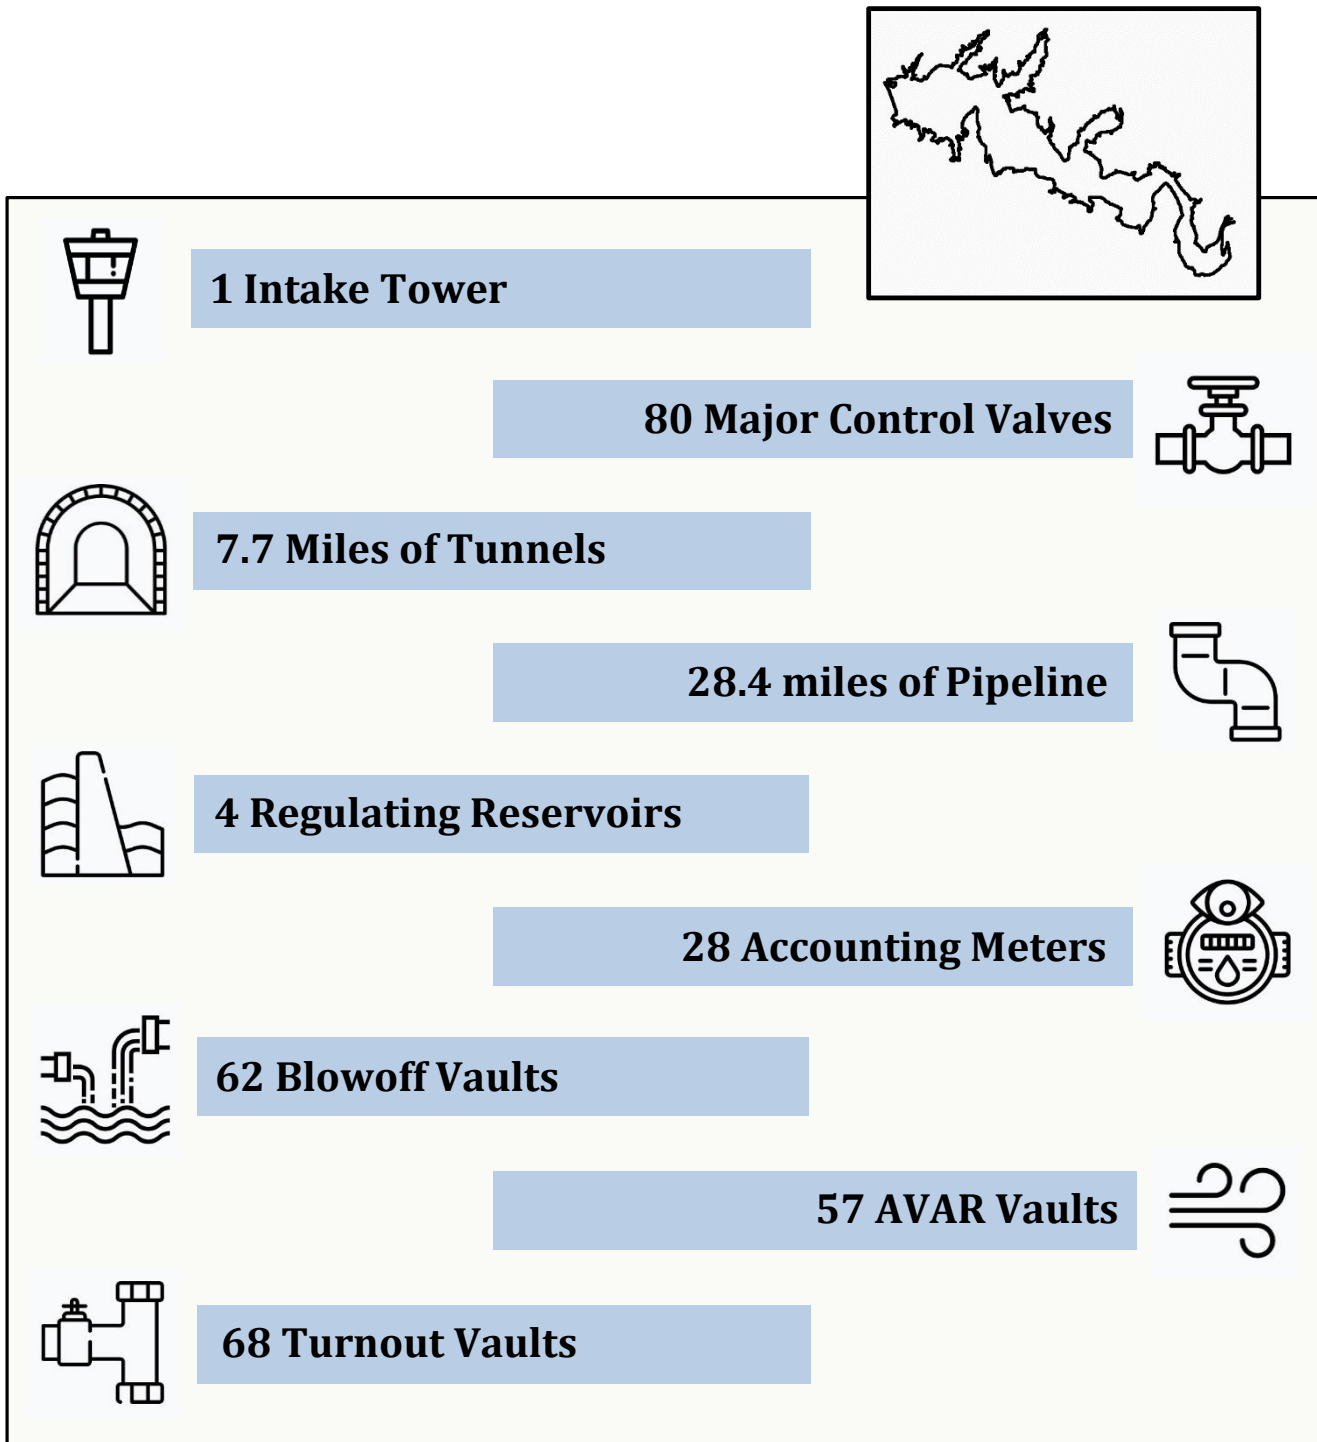 1 Intake Tower
80 Major Control Valves
7.7 Miles of Tunnels
28.4 miles of Pipeline
4 Regulating Reservoirs
28 Accounting Meters
62 Blowoff Vaults
57 AVAR Vaults
68 Turnout Vaults